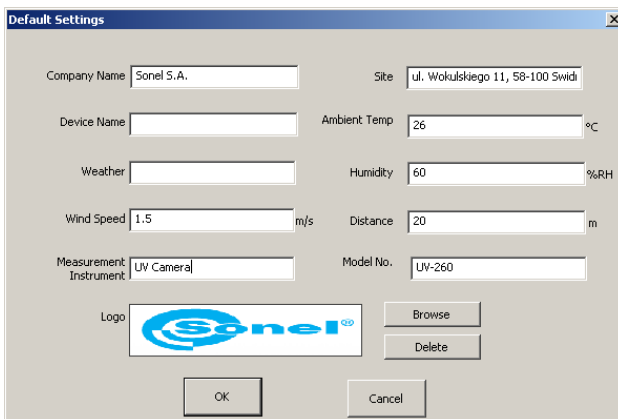 Default Settings
Company Name Sonel S.A. Site ul. Wokulskiego 11, 58-100 Swid
Device Name Ambient Temp 26 °C
Weather Humidity 60 %RH
Wind Speed 1.5 m/s Distance 20 m
Measurement Instrument UV Camera Model No. UV-260
Logo Sonel® Browse
Delete
OK Cancel